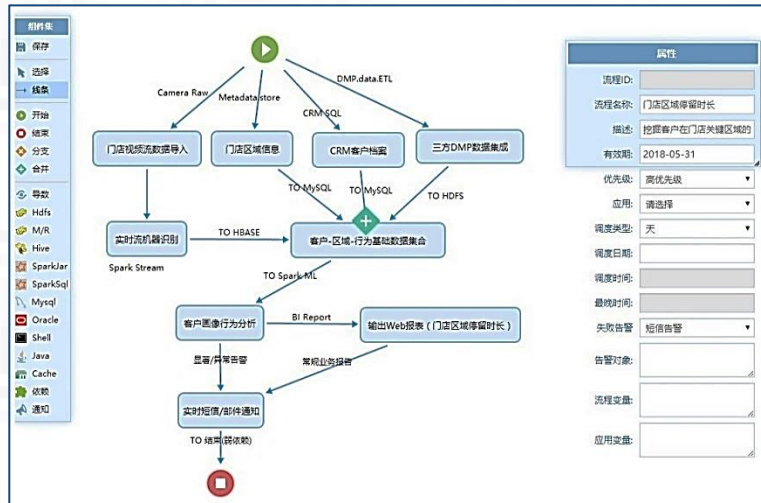 组件集
保存
选择
线条
开始
结束
分支
合并
导数
Hdfs
M/R
Hive
SparkJar
SparkSql
Mysql
Oracle
Shell
Java
Cache
依赖
通知
Camera Raw
Metadata.store
CRM SQL
DMP.data.ETL
门店视频流数据导入
门店区域信息
CRM客户档案
三方DMP数据集成
TO MySQL
TO MySQL
TO HDFS
实时流机器识别
TO HBASE
客户-区域-行为基础数据集合
Spark Stream
TO Spark ML
客户画像行为分析
BI Report
输出Web报表（门店区域停留时长）
显著/异常告警
常规业务报告
实时短信/邮件通知
TO 结束(弱依赖)
属性
流程ID:
流程名称: 门店区域停留时长
描述: 挖掘客户在门店关键区域的
有效期: 2018-05-31
优先级: 高优先级
应用: 请选择
调度类型: 天
调度日期:
调度时间:
最晚时间:
失败告警 短信告警
告警对象:
流程变量:
应用变量: